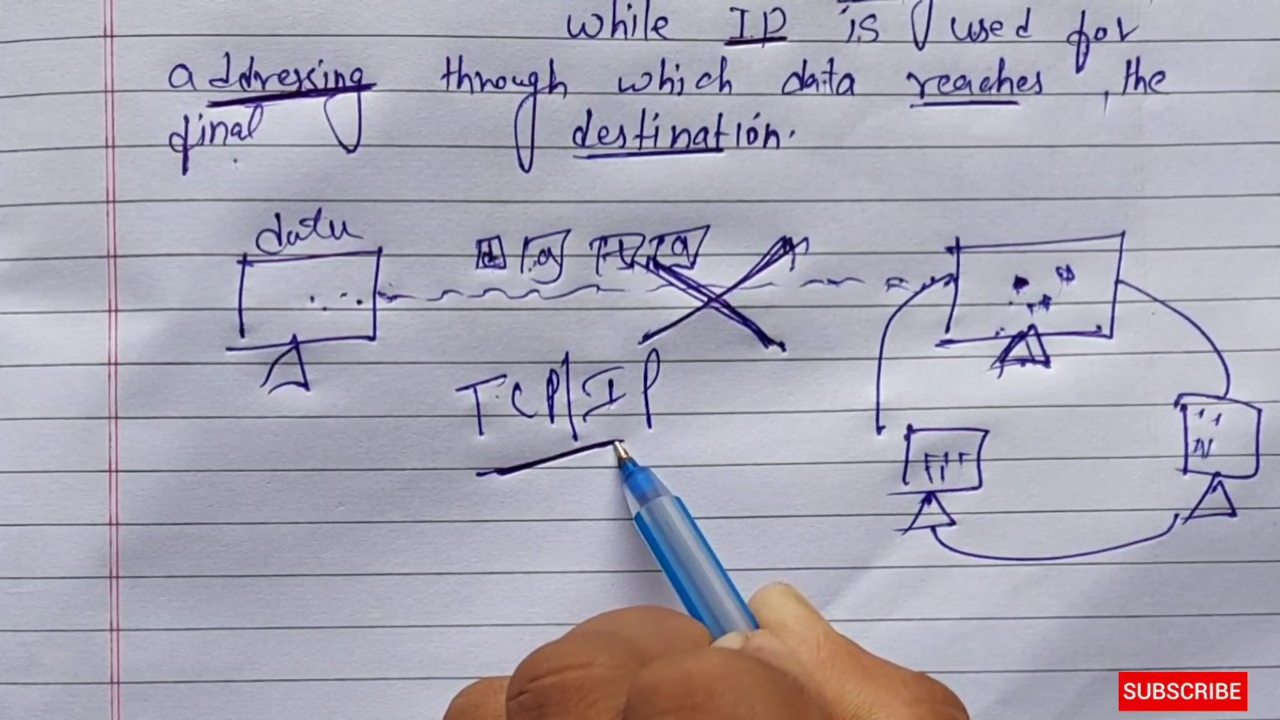 while IP is used for
addressing through which data reaches, the
final destination.
data
TCP/IP
SUBSCRIBE